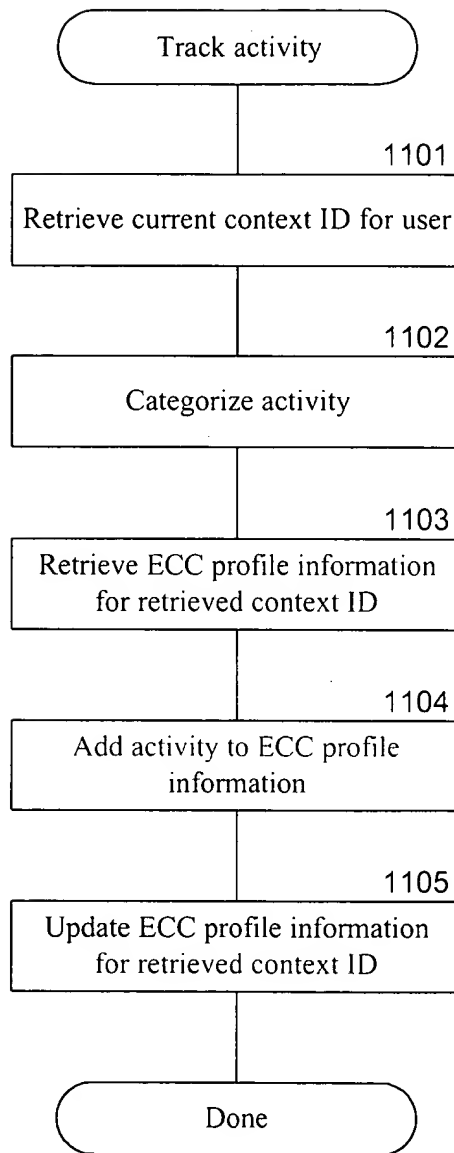 Track activity
1101
Retrieve current context ID for user
1102
Categorize activity
1103
Retrieve ECC profile information
for retrieved context ID
1104
Add activity to ECC profile
information
1105
Update ECC profile information
for retrieved context ID
Done